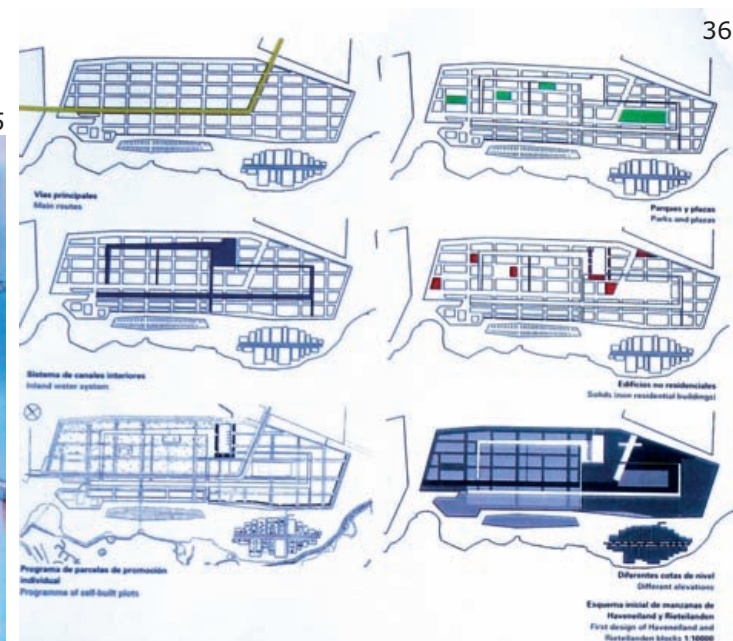 36
Vías principales
Main routes
Parques y plazas
Parks and plazas
Sistema de canales interiores
Inland water system
Edificios no residenciales
Solids (non residential buildings)
Programa de parcelas de promoción
individual
Programme of self-built plots
Diferentes cotas de nivel
Different elevations
Esquema inicial de manzanas de
Haveneiland y Rieteilanden
First design of Haveneiland and
Rieteilanden blocks 1:10000